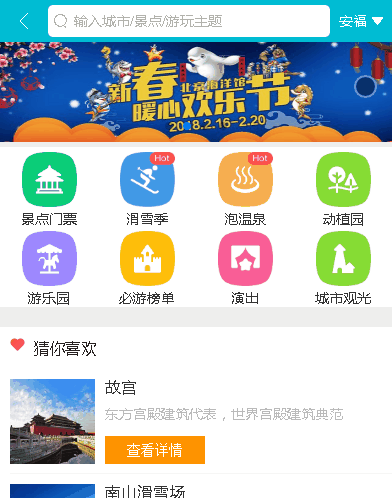 输入城市/景点/游玩主题
安福
新春
北京海洋馆
暖心欢乐节
2018.2.16-2.20
Hot
Hot
景点门票
滑雪季
泡温泉
动植园
游乐园
必游榜单
演出
城市观光
猜你喜欢
故宫
东方宫殿建筑代表，世界宫殿建筑典范
查看详情
南山滑雪场